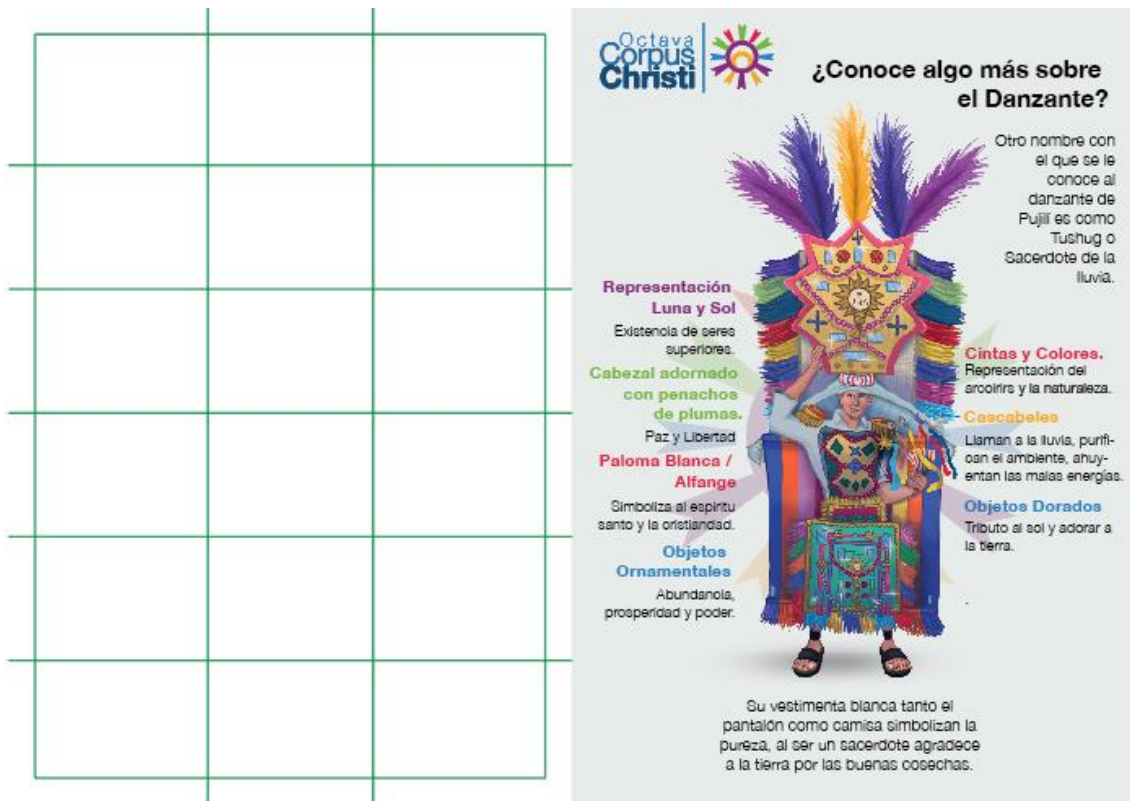 Octava
Corpus
Christi
¿Conoce algo más sobre
el Danzante?
Otro nombre con
el que se le
conoce al
danzante de
Pujilí es como
Tushug o
Sacerdote de la
lluvia.
Representación
Luna y Sol
Existencia de seres
superiores.
Cabezal adornado
con penachos
de plumas.
Paz y Libertad
Paloma Blanca /
Alfange
Simboliza al espíritu
santo y la cristiandad.
Objetos
Ornamentales
Abundancia,
prosperidad y poder.
Cintas y Colores.
Representación del
arcoirirs y la naturaleza.
Cascabeles
Llaman a la lluvia, purifi-
can el ambiente, ahuy-
entan las malas energías.
Objetos Dorados
Tributo al sol y adorar a
la tierra.
.
Su vestimenta blanca tanto el
pantalón como camisa simbolizan la
pureza, al ser un sacerdote agradece
a la tierra por las buenas cosechas.